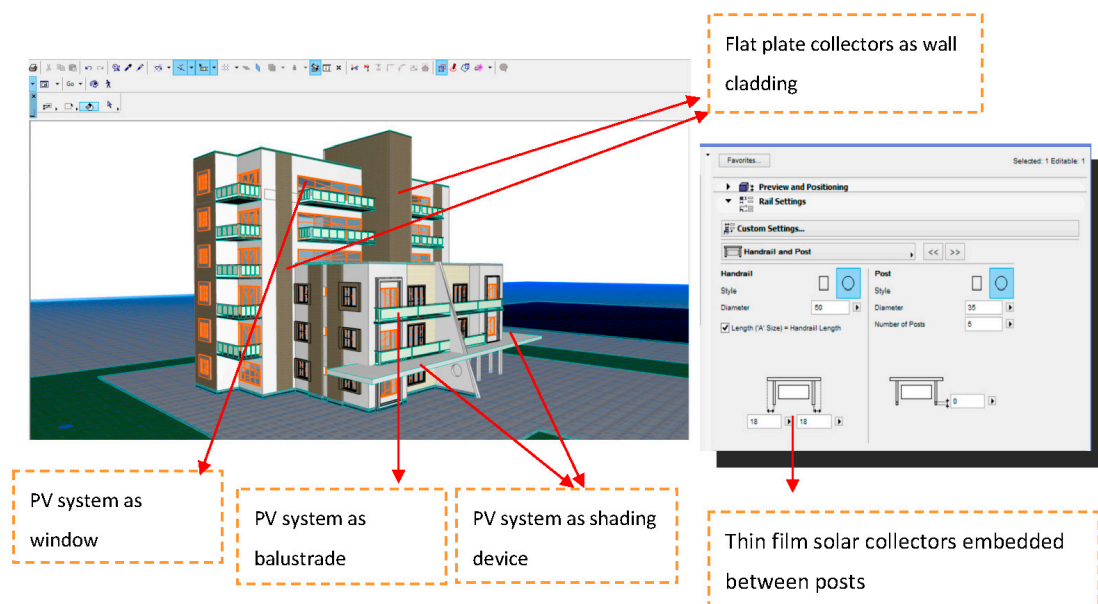 Flat plate collectors as wall
cladding
Go
Favorites...
Selected: 1 Editable: 1
Preview and Positioning
Rail Settings
Custom Settings...
Handrail and Post
<< >>
Handrail
Post
Style
Style
Diameter 50
Diameter 35
Length ('A' Size) = Handrail Length
Number of Posts 5
0
18 18
PV system as
window
PV system as
balustrade
PV system as shading
device
Thin film solar collectors embedded
between posts